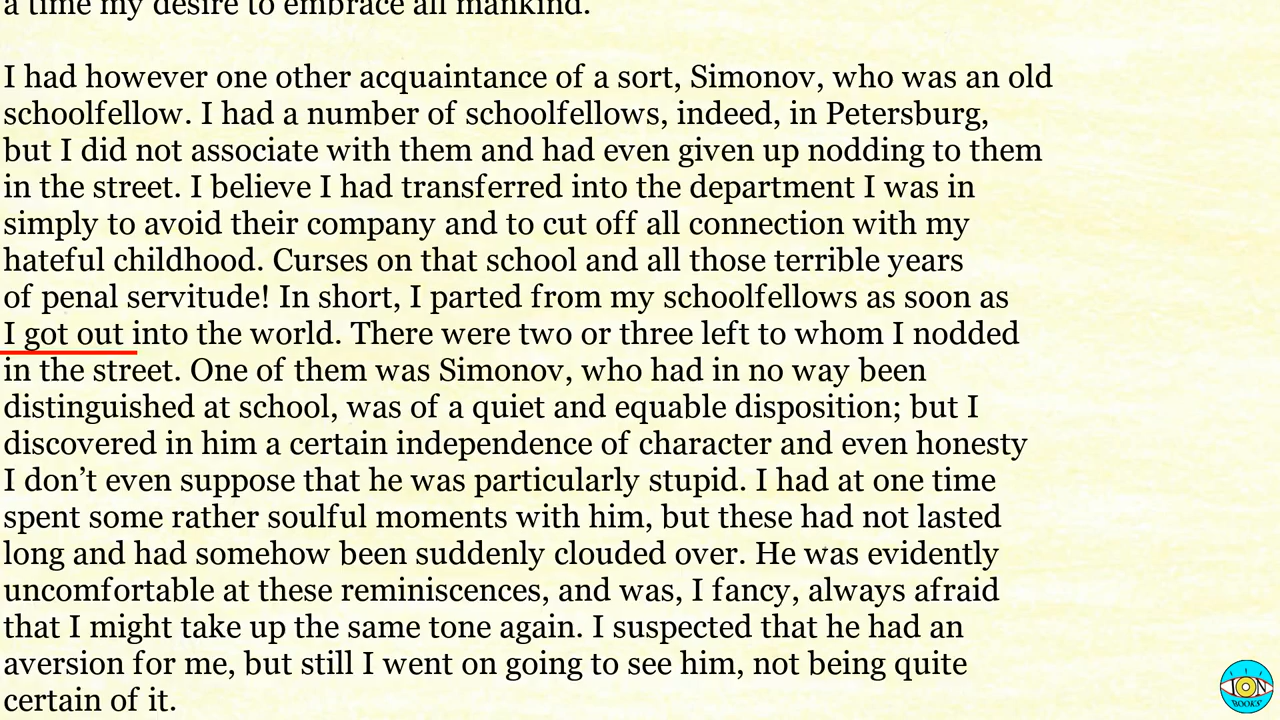 a time my desire to embrace all mankind.
I had however one other acquaintance of a sort, Simonov, who was an old
schoolfellow. I had a number of schoolfellows, indeed, in Petersburg,
but I did not associate with them and had even given up nodding to them
in the street. I believe I had transferred into the department I was in
simply to avoid their company and to cut off all connection with my
hateful childhood. Curses on that school and all those terrible years
of penal servitude! In short, I parted from my schoolfellows as soon as
I got out into the world. There were two or three left to whom I nodded
in the street. One of them was Simonov, who had in no way been
distinguished at school, was of a quiet and equable disposition; but I
discovered in him a certain independence of character and even honesty
I don’t even suppose that he was particularly stupid. I had at one time
spent some rather soulful moments with him, but these had not lasted
long and had somehow been suddenly clouded over. He was evidently
uncomfortable at these reminiscences, and was, I fancy, always afraid
that I might take up the same tone again. I suspected that he had an
aversion for me, but still I went on going to see him, not being quite
certain of it.
ION
BOOKS